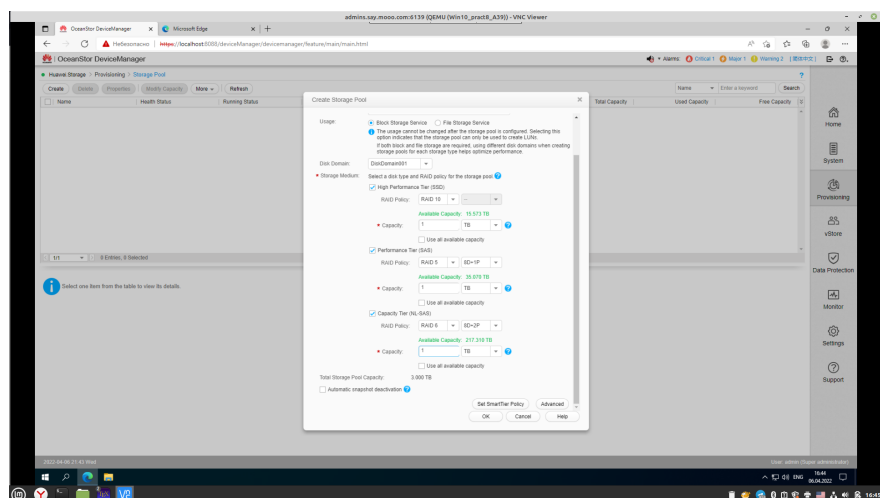 admins.say.mooo.com:6139 (QEMU (Win10_pract8_A39)) - VNC Viewer
OceanStor DeviceManager
Microsoft Edge
Небезопасно | https://localhost:8088/deviceManager/devicemanager/feature/main/main.html
OceanStor DeviceManager
Alarms: Critical 1 Major 1 Warning 2
Huawei.Storage > Provisioning > Storage Pool
Create Delete Properties Modify Capacity More Refresh
Name Enter a keyword Search
Name Health Status Running Status Total Capacity Used Capacity Free Capacity
Create Storage Pool
Usage: Block Storage Service File Storage Service
The usage cannot be changed after the storage pool is configured. Selecting this
option indicates that the storage pool can only be used to create LUNs.
If both block and file storage are required, using different disk domains when creating
storage pools for each storage type helps optimize performance.
Disk Domain: DiskDomain001
* Storage Medium: Select a disk type and RAID policy for the storage pool
High Performance Tier (SSD)
RAID Policy: RAID 10 --
Available Capacity: 15.573 TB
* Capacity: 1 TB
Use all available capacity
Performance Tier (SAS)
RAID Policy: RAID 5 8D+1P
Available Capacity: 35.078 TB
* Capacity: 1 TB
Use all available capacity
Capacity Tier (NL-SAS)
RAID Policy: RAID 6 8D+2P
Available Capacity: 217.318 TB
* Capacity: 1 TB
Use all available capacity
Total Storage Pool Capacity: 3.000 TB
Automatic snapshot deactivation
Set SmartTier Policy Advanced
OK Cancel Help
1/1 0 Entries, 0 Selected
Select one item from the table to view its details.
Home
System
Provisioning
vStore
Data Protection
Monitor
Settings
Support
2022-04-06 21:43 Wed
User: admin (Super administrator)
ENG 16:44
06.04.2022
16:45